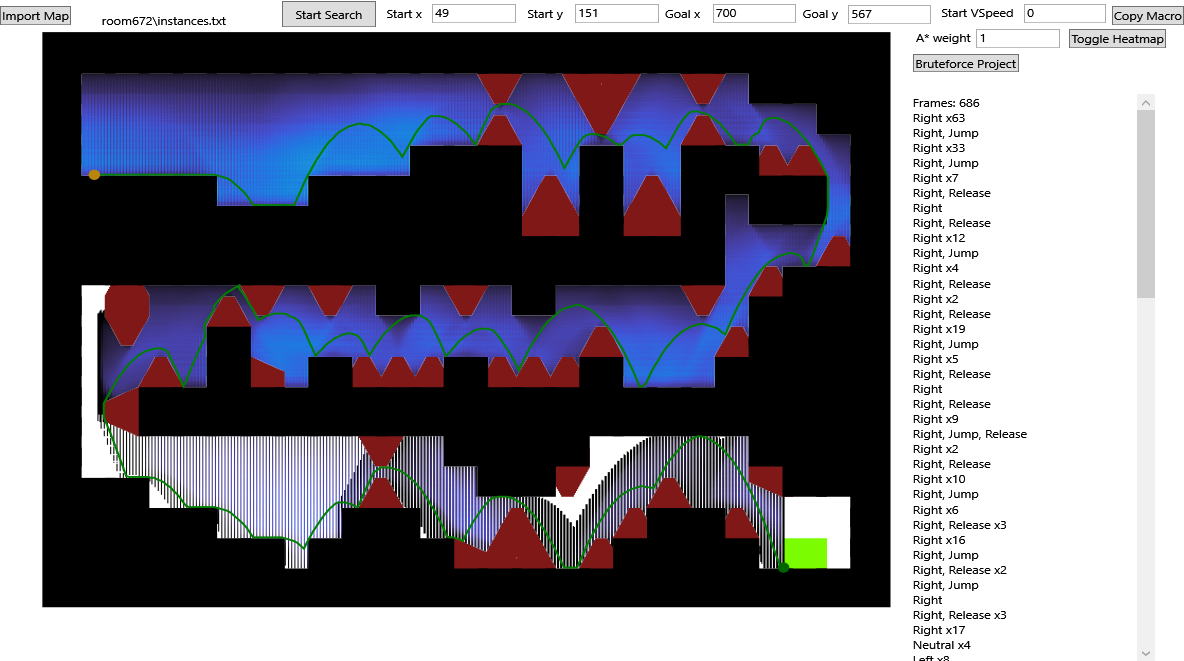 Import Map
room672\instances.txt
Start Search
Start x 49
Start y 151
Goal x 700
Goal y 567
Start VSpeed 0
Copy Macro
A* weight 1
Toggle Heatmap
Bruteforce Project
Frames: 686
Right x63
Right, Jump
Right x33
Right, Jump
Right x7
Right, Release
Right
Right, Release
Right x12
Right, Jump
Right x4
Right, Release
Right x2
Right, Release
Right x19
Right, Jump
Right x5
Right, Release
Right
Right, Release
Right x9
Right, Jump, Release
Right x2
Right, Release
Right x10
Right, Jump
Right x6
Right, Release x3
Right x16
Right, Jump
Right, Release x2
Right, Jump
Right
Right, Release x3
Right x17
Neutral x4
Left x8